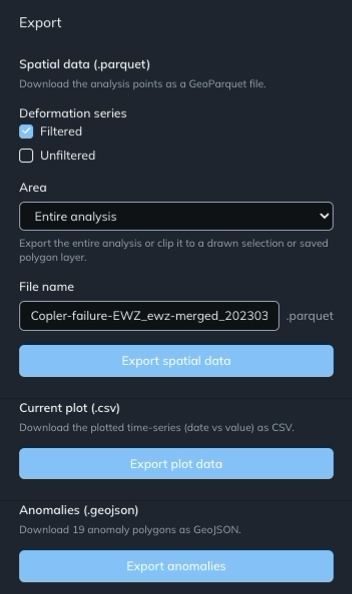 Export
Spatial data (.parquet)
Download the analysis points as a GeoParquet file.
Deformation series
Filtered
Unfiltered
Area
Entire analysis
Export the entire analysis or clip it to a drawn selection or saved
polygon layer.
File name
Copler-failure-EWZ_ewz-merged_202303
.parquet
Export spatial data
Current plot (.csv)
Download the plotted time-series (date vs value) as CSV.
Export plot data
Anomalies (.geojson)
Download 19 anomaly polygons as GeoJSON.
Export anomalies